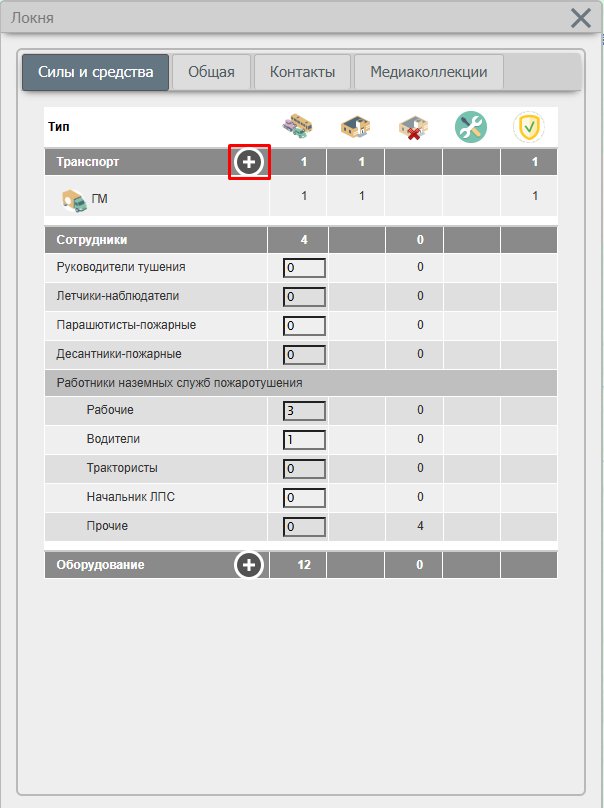 Локня
Силы и средства Общая Контакты Медиаколлекции
Тип
Транспорт 1 1 1
ГМ 1 1 1
Сотрудники 4 0
Руководители тушения 0 0
Летчики-наблюдатели 0 0
Парашютисты-пожарные 0 0
Десантники-пожарные 0 0
Работники наземных служб пожаротушения
Рабочие 3 0
Водители 1 0
Трактористы 0 0
Начальник ЛПС 0 0
Прочие 0 4
Оборудование 12 0